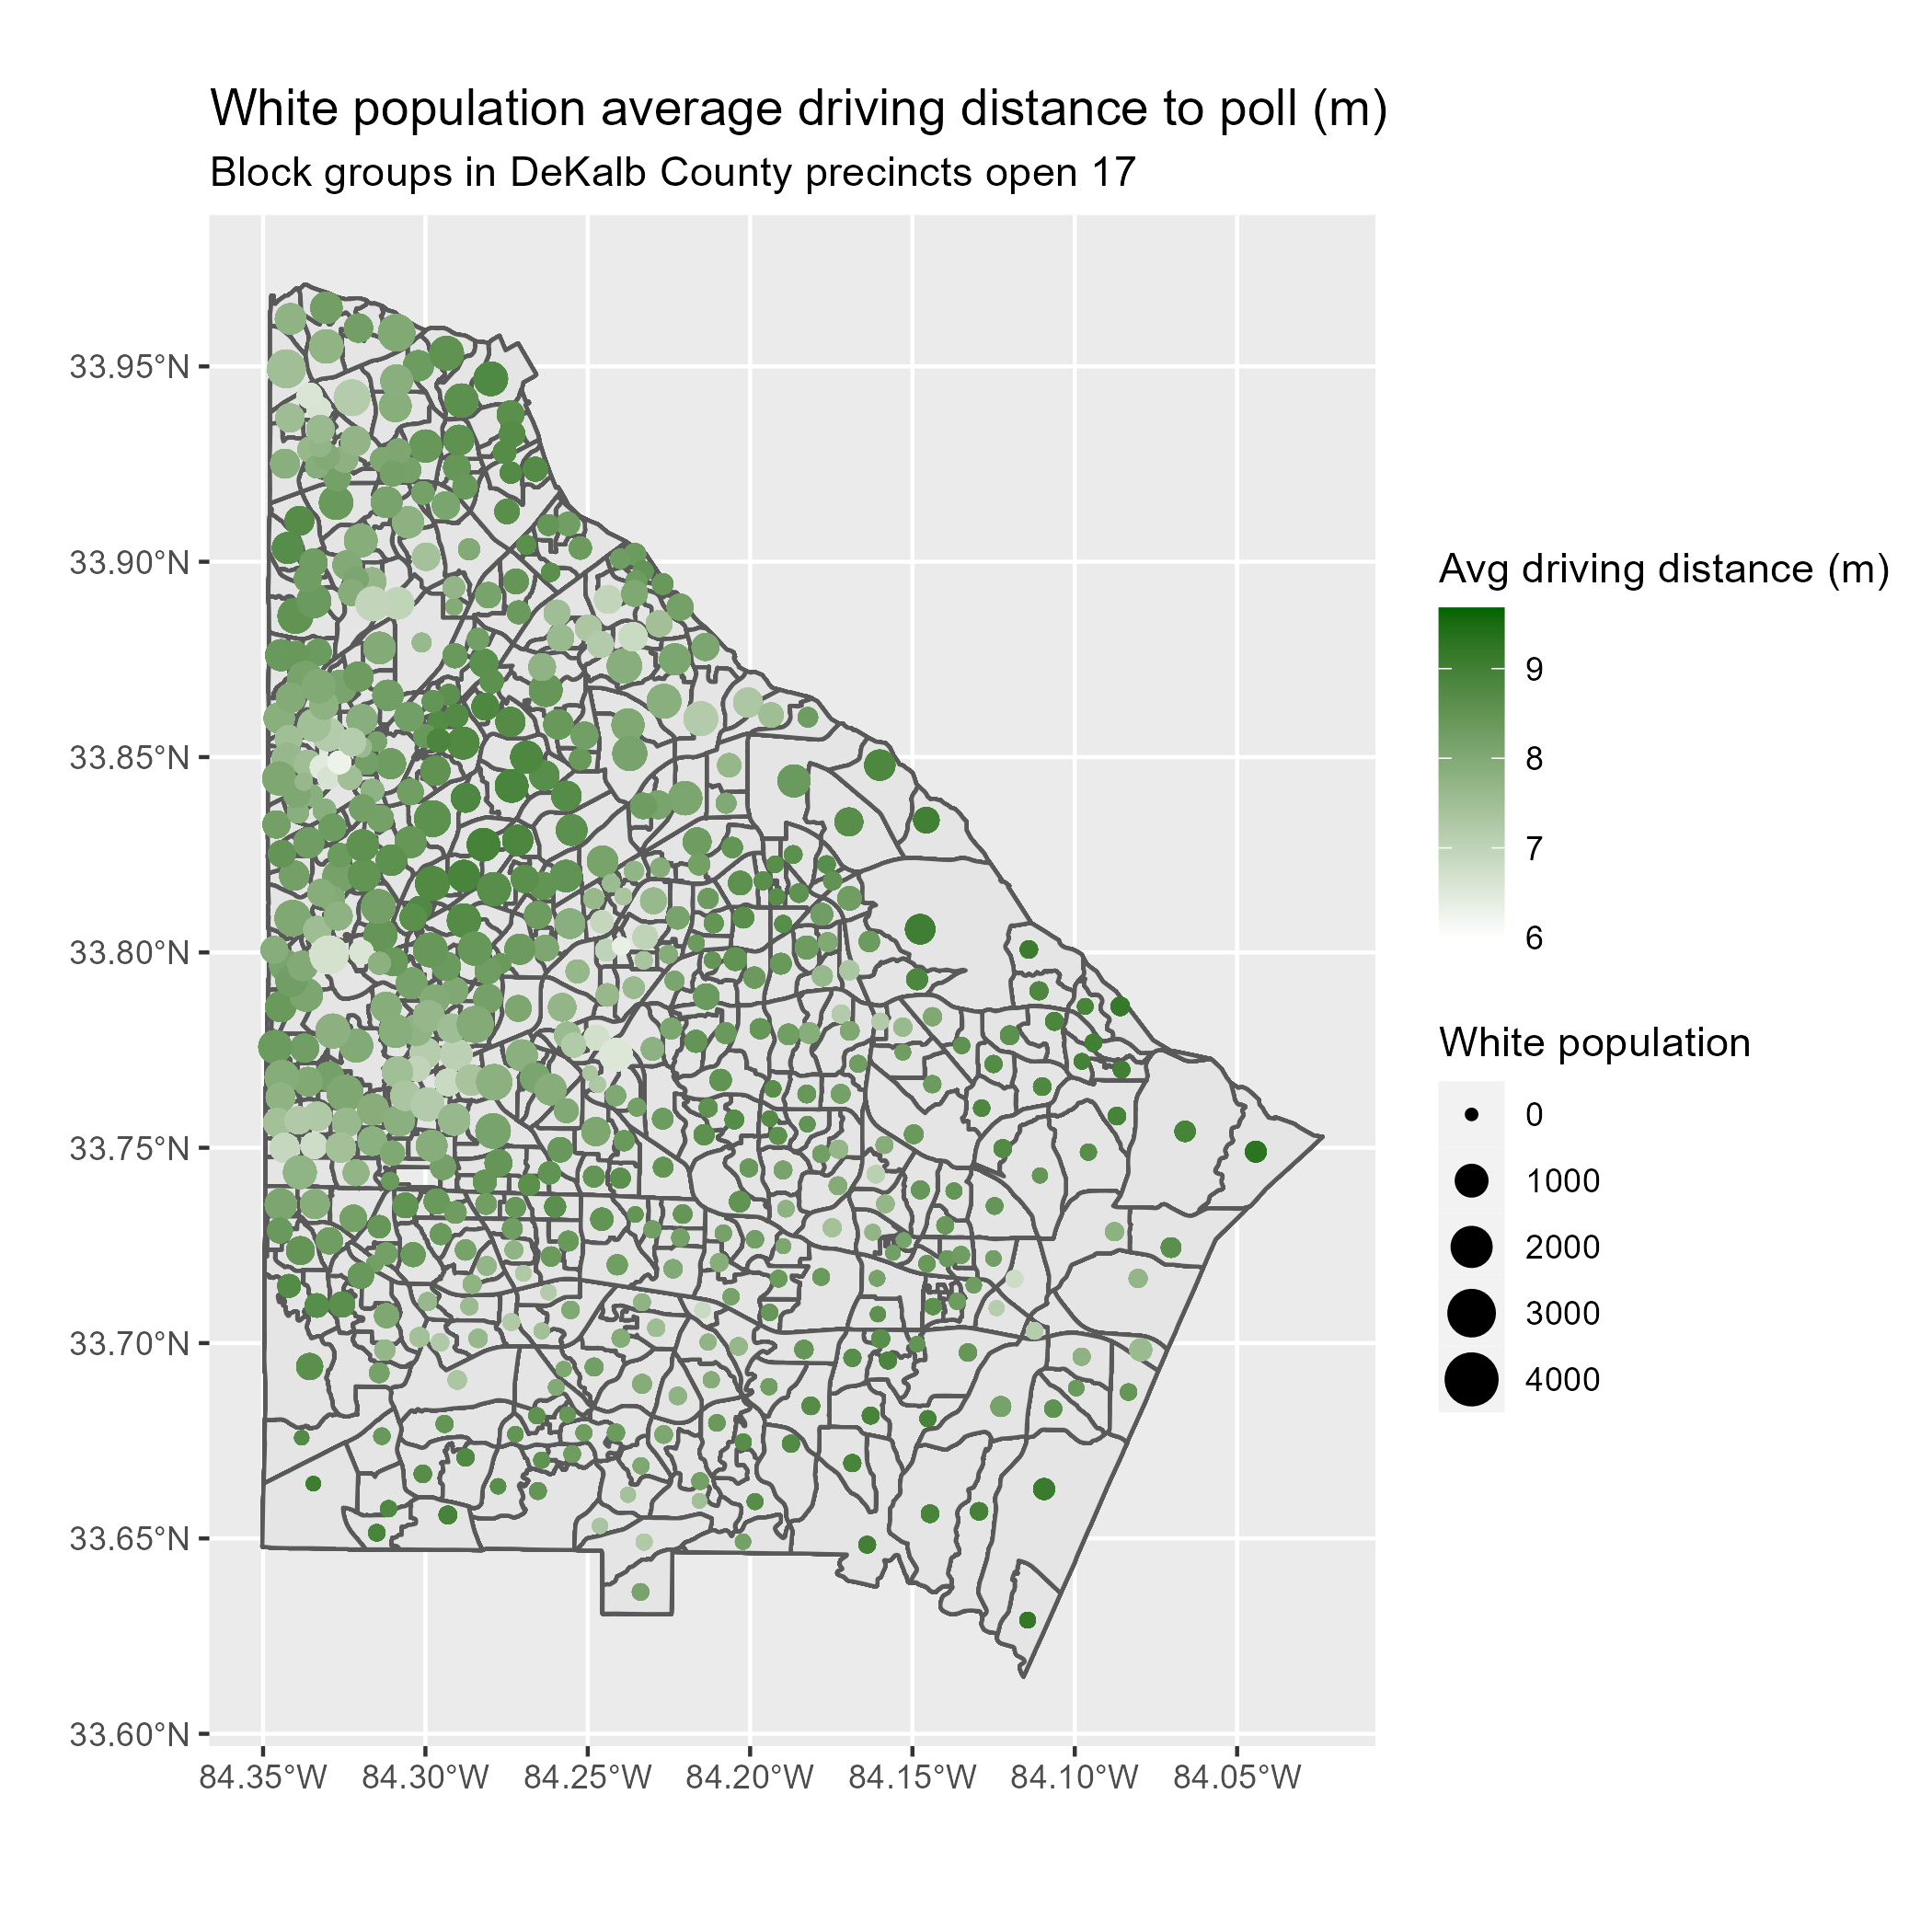 White population average driving distance to poll (m)
Block groups in DeKalb County precincts open 17
33.95°N
33.90°N
33.85°N
33.80°N
33.75°N
33.70°N
33.65°N
33.60°N
84.35°W 84.30°W 84.25°W 84.20°W 84.15°W 84.10°W 84.05°W
Avg driving distance (m)
9
8
7
6
White population
0
1000
2000
3000
4000